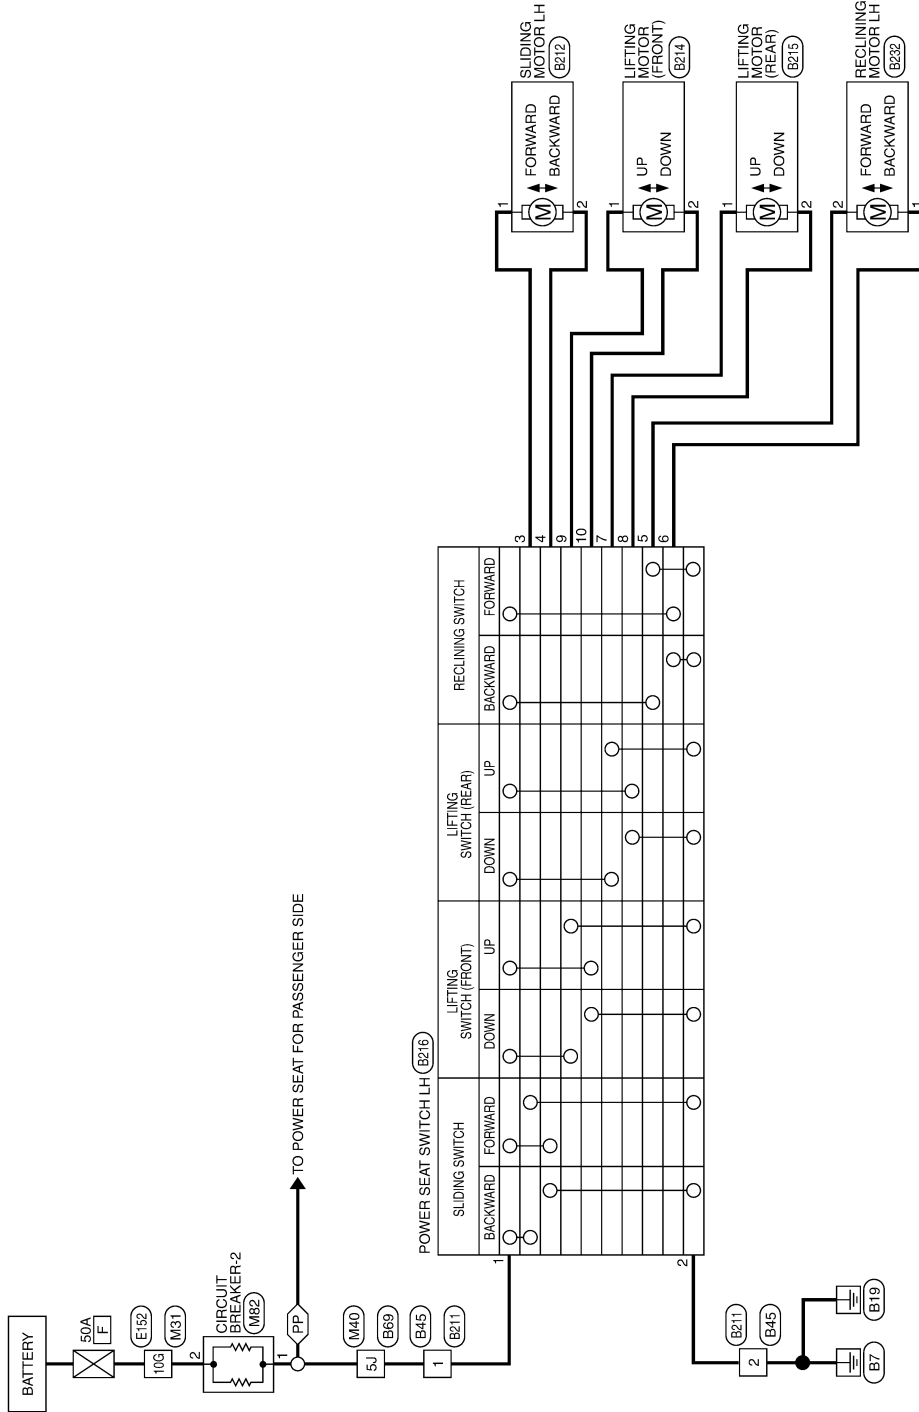 BATTERY
50A
F
10G
E152
M31
2
CIRCUIT
BREAKER-2
M82
1
PP
TO POWER SEAT FOR PASSENGER SIDE
5J
M40
B69
1
B45
B211
POWER SEAT SWITCH LH
B216
1
2
SLIDING SWITCH
BACKWARD
FORWARD
LIFTING
SWITCH (FRONT)
DOWN
UP
LIFTING
SWITCH (REAR)
DOWN
UP
RECLINING SWITCH
BACKWARD
FORWARD
3
4
9
10
7
8
5
6
1
M
2
FORWARD
BACKWARD
SLIDING
MOTOR LH
B212
1
M
2
UP
DOWN
LIFTING
MOTOR
(FRONT)
B214
1
M
2
UP
DOWN
LIFTING
MOTOR
(REAR)
B215
2
M
1
FORWARD
BACKWARD
RECLINING
MOTOR LH
B232
2
B211
B45
B7
B19